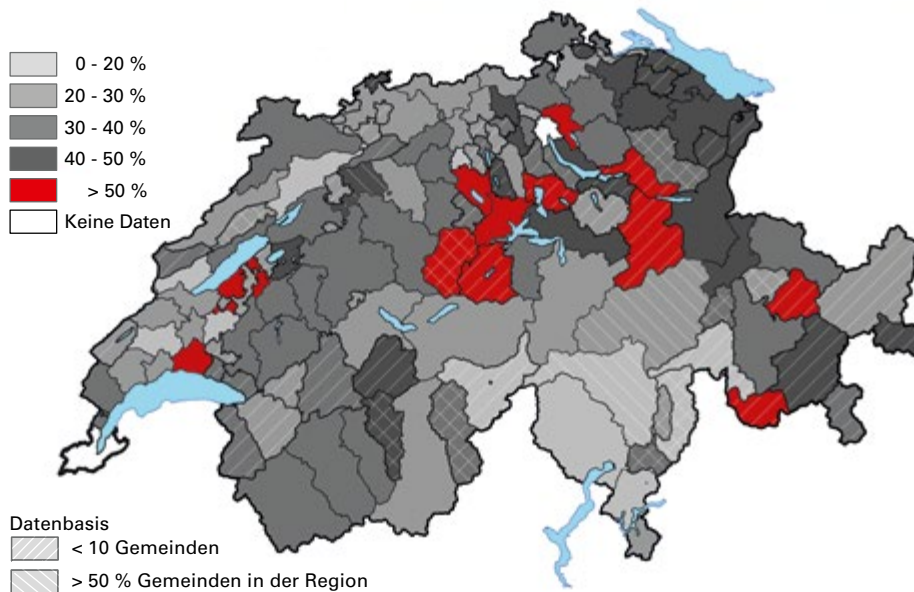 0 - 20 %
20 - 30 %
30 - 40 %
40 - 50 %
> 50 %
Keine Daten
Datenbasis
< 10 Gemeinden
> 50 % Gemeinden in der Region